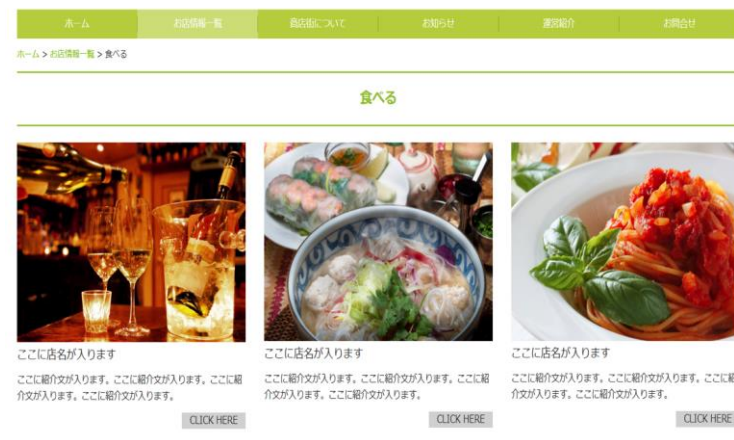 ホーム お店情報一覧 商店街について お知らせ 運営紹介 お問合せ
ホーム > お店情報一覧 > 食べる
食べる
ここに店名が入ります
ここに紹介文が入ります。ここに紹介文が入ります。ここに紹
介文が入ります。ここに紹介文が入ります。
CLICK HERE
ここに店名が入ります
ここに紹介文が入ります。ここに紹介文が入ります。ここに紹
介文が入ります。ここに紹介文が入ります。
CLICK HERE
ここに店名が入ります
ここに紹介文が入ります。ここに紹介文が入ります。ここに紹
介文が入ります。ここに紹介文が入ります。
CLICK HERE